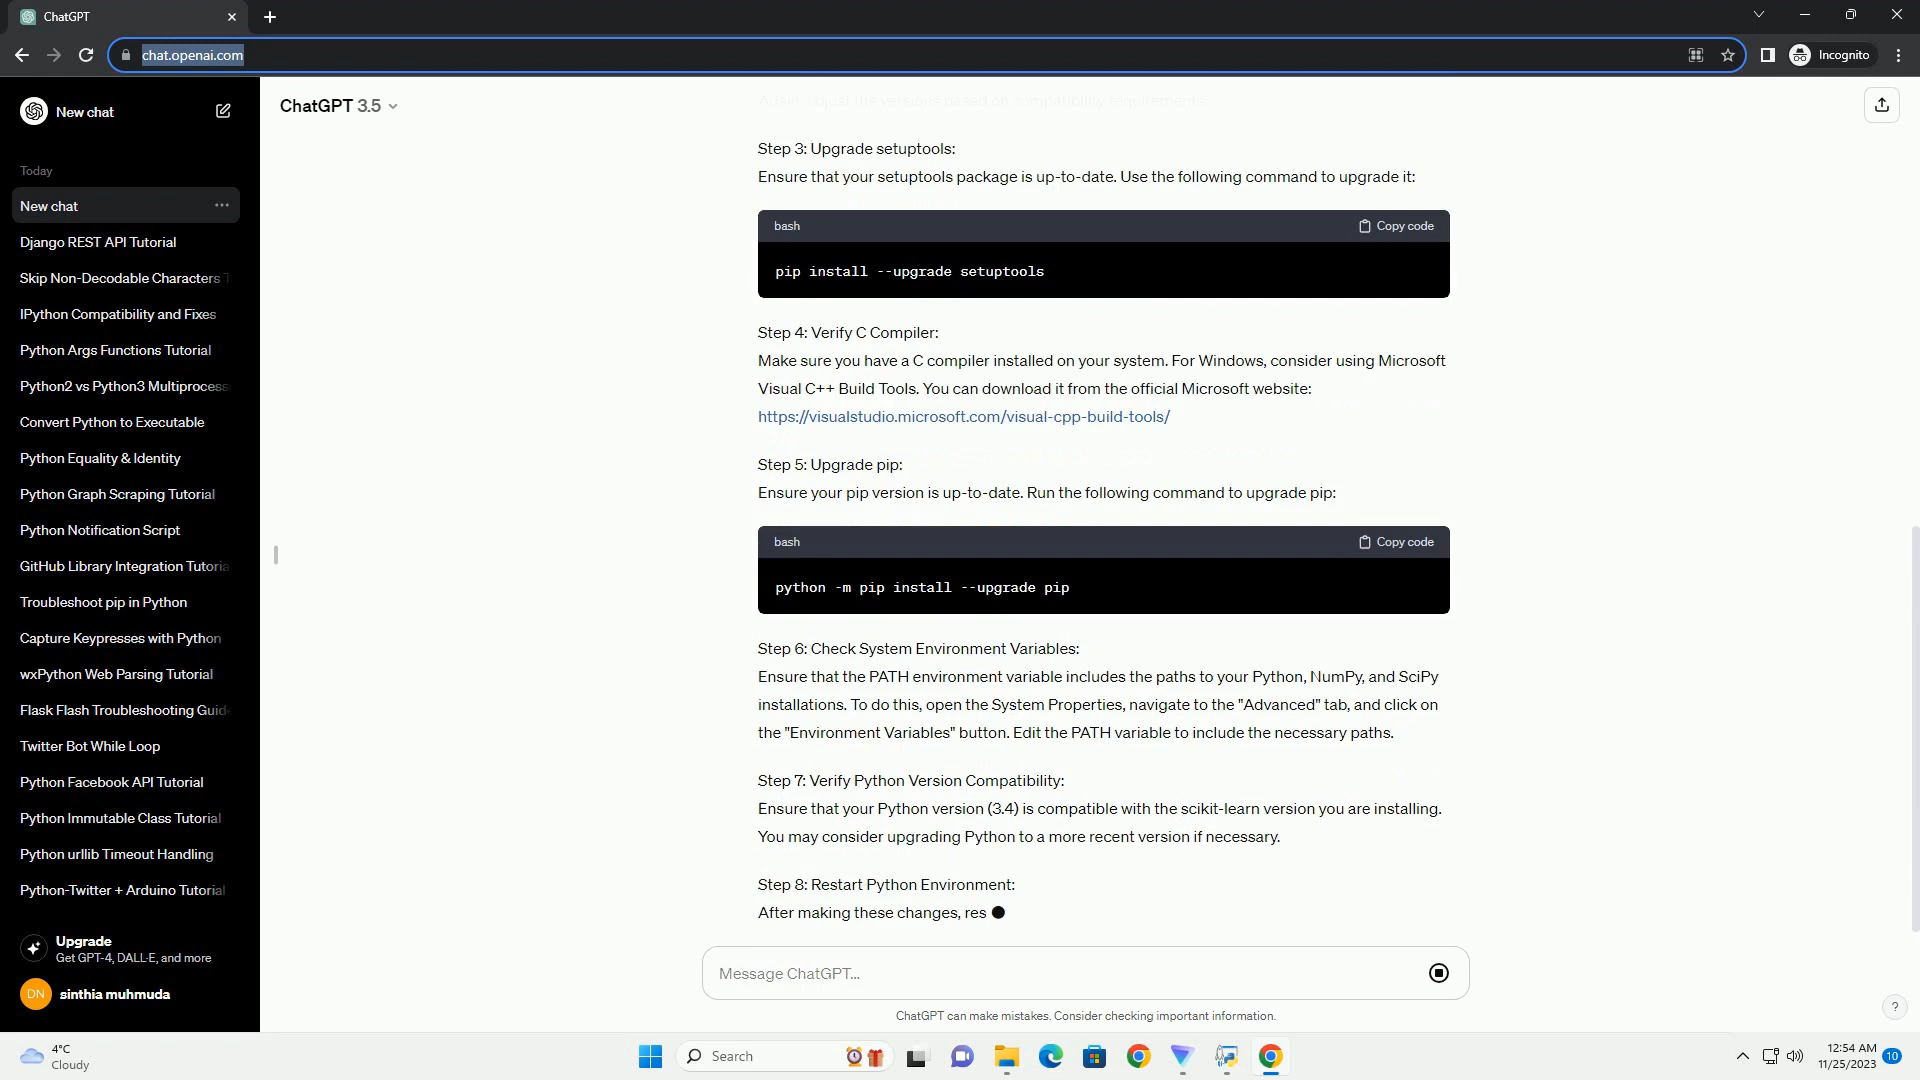 ChatGPT
chat.openai.com
Incognito
New chat
Today
New chat
Django REST API Tutorial
Skip Non-Decodable Characters T
IPython Compatibility and Fixes
Python Args Functions Tutorial
Python2 vs Python3 Multiprocess
Convert Python to Executable
Python Equality & Identity
Python Graph Scraping Tutorial
Python Notification Script
GitHub Library Integration Tutoria
Troubleshoot pip in Python
Capture Keypresses with Python
wxPython Web Parsing Tutorial
Flask Flash Troubleshooting Guide
Twitter Bot While Loop
Python Facebook API Tutorial
Python Immutable Class Tutorial
Python urllib Timeout Handling
Python-Twitter + Arduino Tutorial
Upgrade
Get GPT-4, DALL·E, and more
DN
sinthia muhmuda
ChatGPT 3.5
Again, adjust the versions based on compatibility requirements.
Step 3: Upgrade setuptools:
Ensure that your setuptools package is up-to-date. Use the following command to upgrade it:
bash
Copy code
pip install --upgrade setuptools
Step 4: Verify C Compiler:
Make sure you have a C compiler installed on your system. For Windows, consider using Microsoft
Visual C++ Build Tools. You can download it from the official Microsoft website:
https://visualstudio.microsoft.com/visual-cpp-build-tools/
Step 5: Upgrade pip:
Ensure your pip version is up-to-date. Run the following command to upgrade pip:
bash
Copy code
python -m pip install --upgrade pip
Step 6: Check System Environment Variables:
Ensure that the PATH environment variable includes the paths to your Python, NumPy, and SciPy
installations. To do this, open the System Properties, navigate to the "Advanced" tab, and click on
the "Environment Variables" button. Edit the PATH variable to include the necessary paths.
Step 7: Verify Python Version Compatibility:
Ensure that your Python version (3.4) is compatible with the scikit-learn version you are installing.
You may consider upgrading Python to a more recent version if necessary.
Step 8: Restart Python Environment:
After making these changes, res
Message ChatGPT...
ChatGPT can make mistakes. Consider checking important information.
?
4°C
Cloudy
Search
12:54 AM
11/25/2023
10